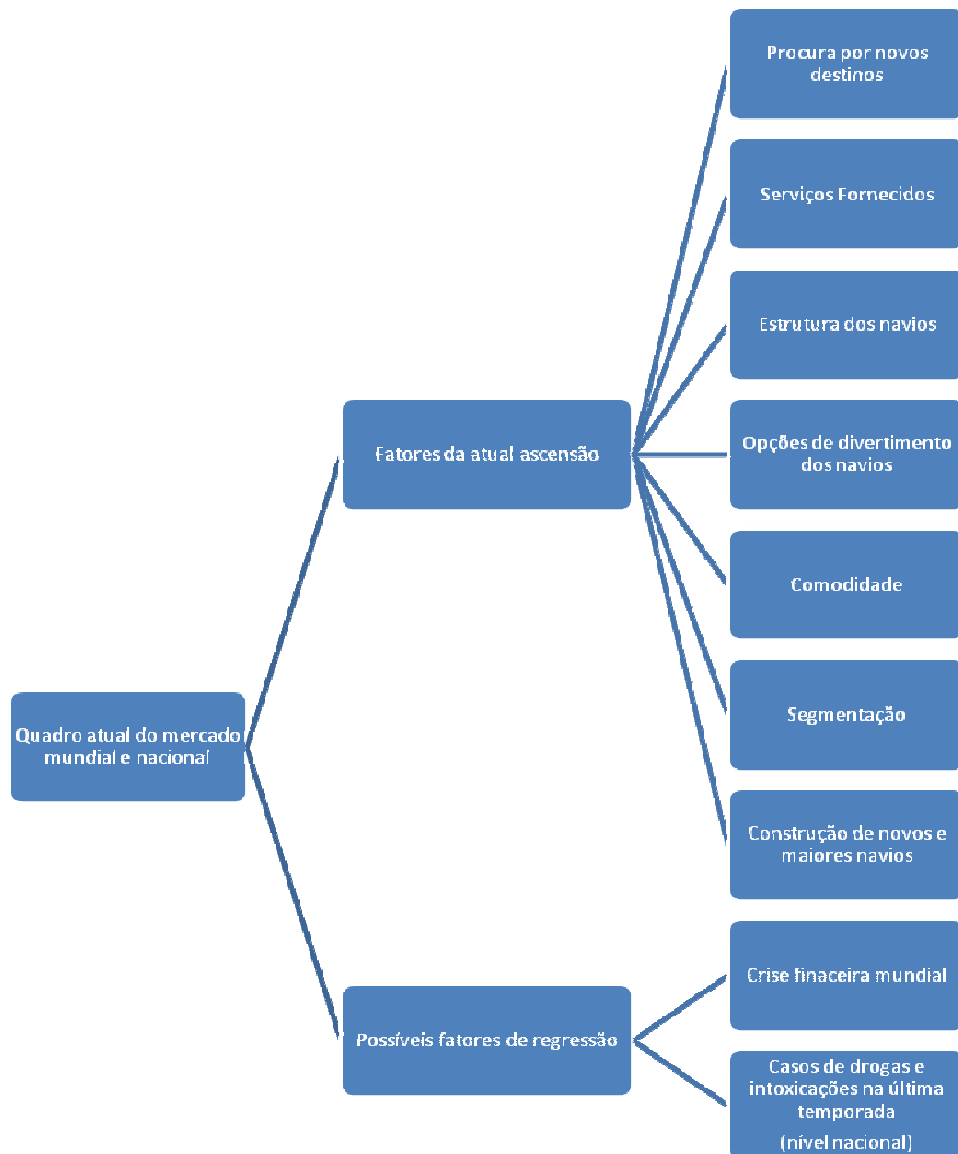 Procura por novos
destinos
Serviços Fornecidos
Estrutura dos navios
Fatores da atual ascensão
Opções de divertimento
dos navios
Comodidade
Segmentação
Quadro atual do mercado
mundial e nacional
Construção de novos e
maiores navios
Possíveis fatores de regressão
Crise finaceira mundial
Casos de drogas e
intoxicações na última
temporada
(nível nacional)